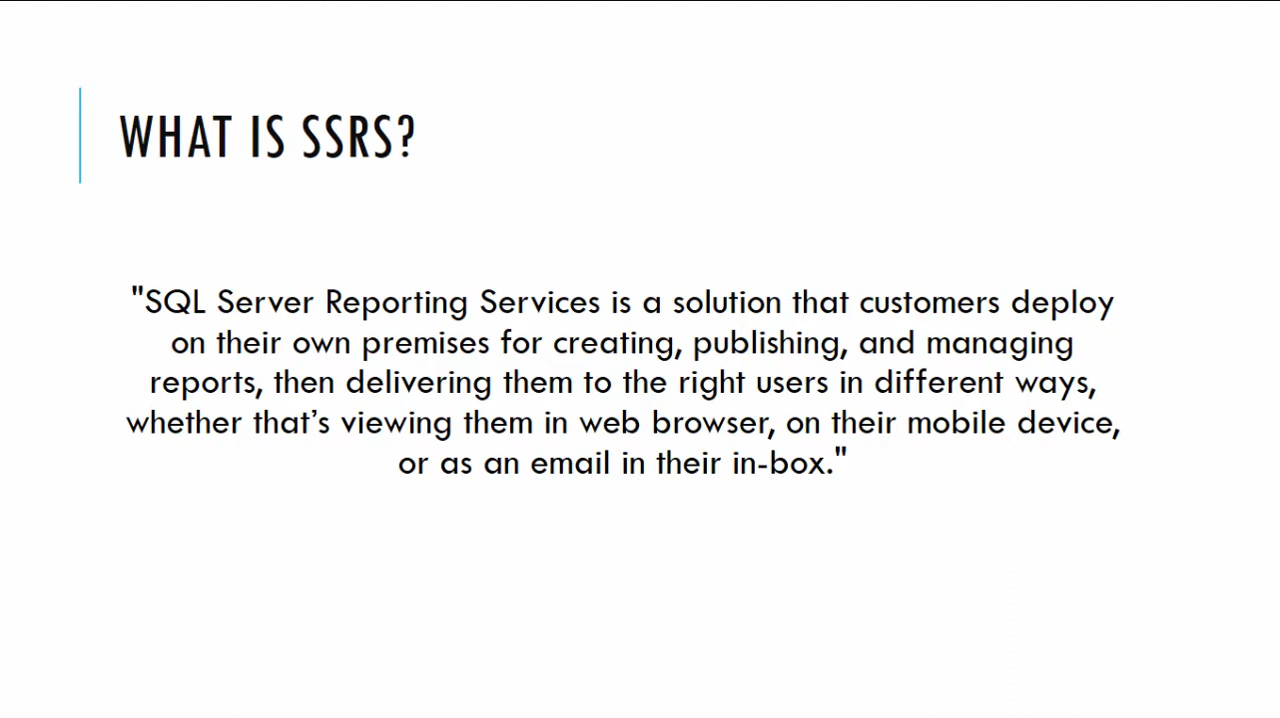 WHAT IS SSRS?
"SQL Server Reporting Services is a solution that customers deploy
on their own premises for creating, publishing, and managing
reports, then delivering them to the right users in different ways,
whether that’s viewing them in web browser, on their mobile device,
or as an email in their in-box."